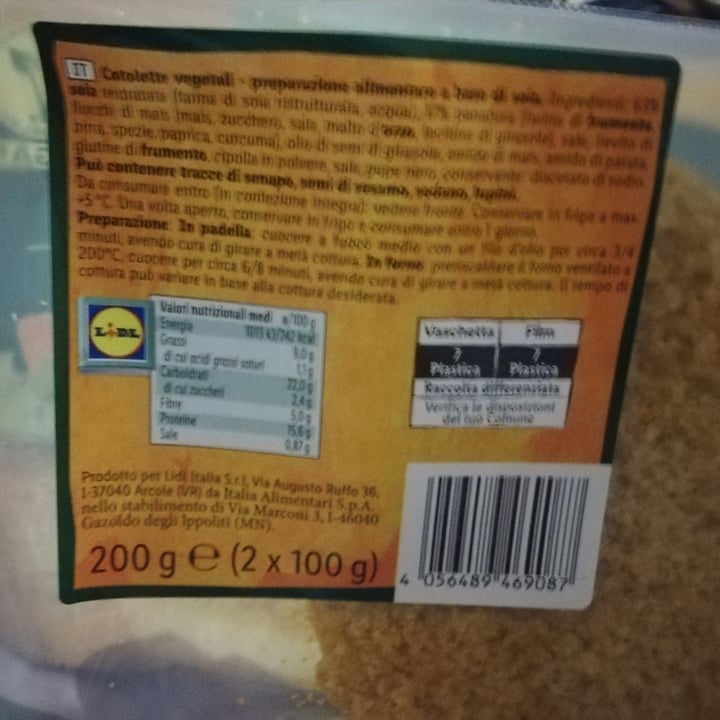 IT Cotolette vegetali - preparazione alimentare a base di soia. Ingredienti: 63%
soia reidratata (farina di soia ristrutturata, acqua), 17% panatura (farina di frumento,
fiocchi di mais (mais, zucchero, sale, malto d'orzo, lecitine di girasole), sale, lievito di
birra, spezie, paprica, curcuma), olio di semi di girasole, amido di mais, amido di patata,
glutine di frumento, cipolla in polvere, sale, pepe nero, conservante: diacetato di sodio.
Può contenere tracce di senape, semi di sesamo, sedano, lupini.
Da consumare entro (in confezione integra): vedere fronte. Conservare in frigo a max.
+5°C. Una volta aperto, conservare in frigo e consumare entro 1 giorno.
Preparazione: In padella: cuocere a fuoco medio con un filo d'olio per circa 3/4
minuti, avendo cura di girare a metà cottura. In forno: preriscaldare il forno ventilato a
200°C, cuocere per circa 6/8 minuti, avendo cura di girare a metà cottura. Il tempo di
cottura può variare in base alla cottura desiderata.
LIDL
Valori nutrizionali medi x 100 g
Energia 1013 kJ/242 kcal
Grassi 9,0 g
di cui acidi grassi saturi 1,1 g
Carboidrati 22,0 g
di cui zuccheri 2,4 g
Fibre 5,0 g
Proteine 15,6 g
Sale 0,87 g
Vaschetta Film
7 7
Plastica Plastica
Raccolta differenziata
Verifica le disposizioni
del tuo Comune
Prodotto per Lidl Italia S.r.l, Via Augusto Ruffo 36,
I-37040 Arcole (VR) da Italia Alimentari S.p.A.
nello stabilimento di Via Marconi 3, I-46040
Gazoldo degli Ippoliti (MN).
200 g e (2 x 100 g)
4 056489 469087